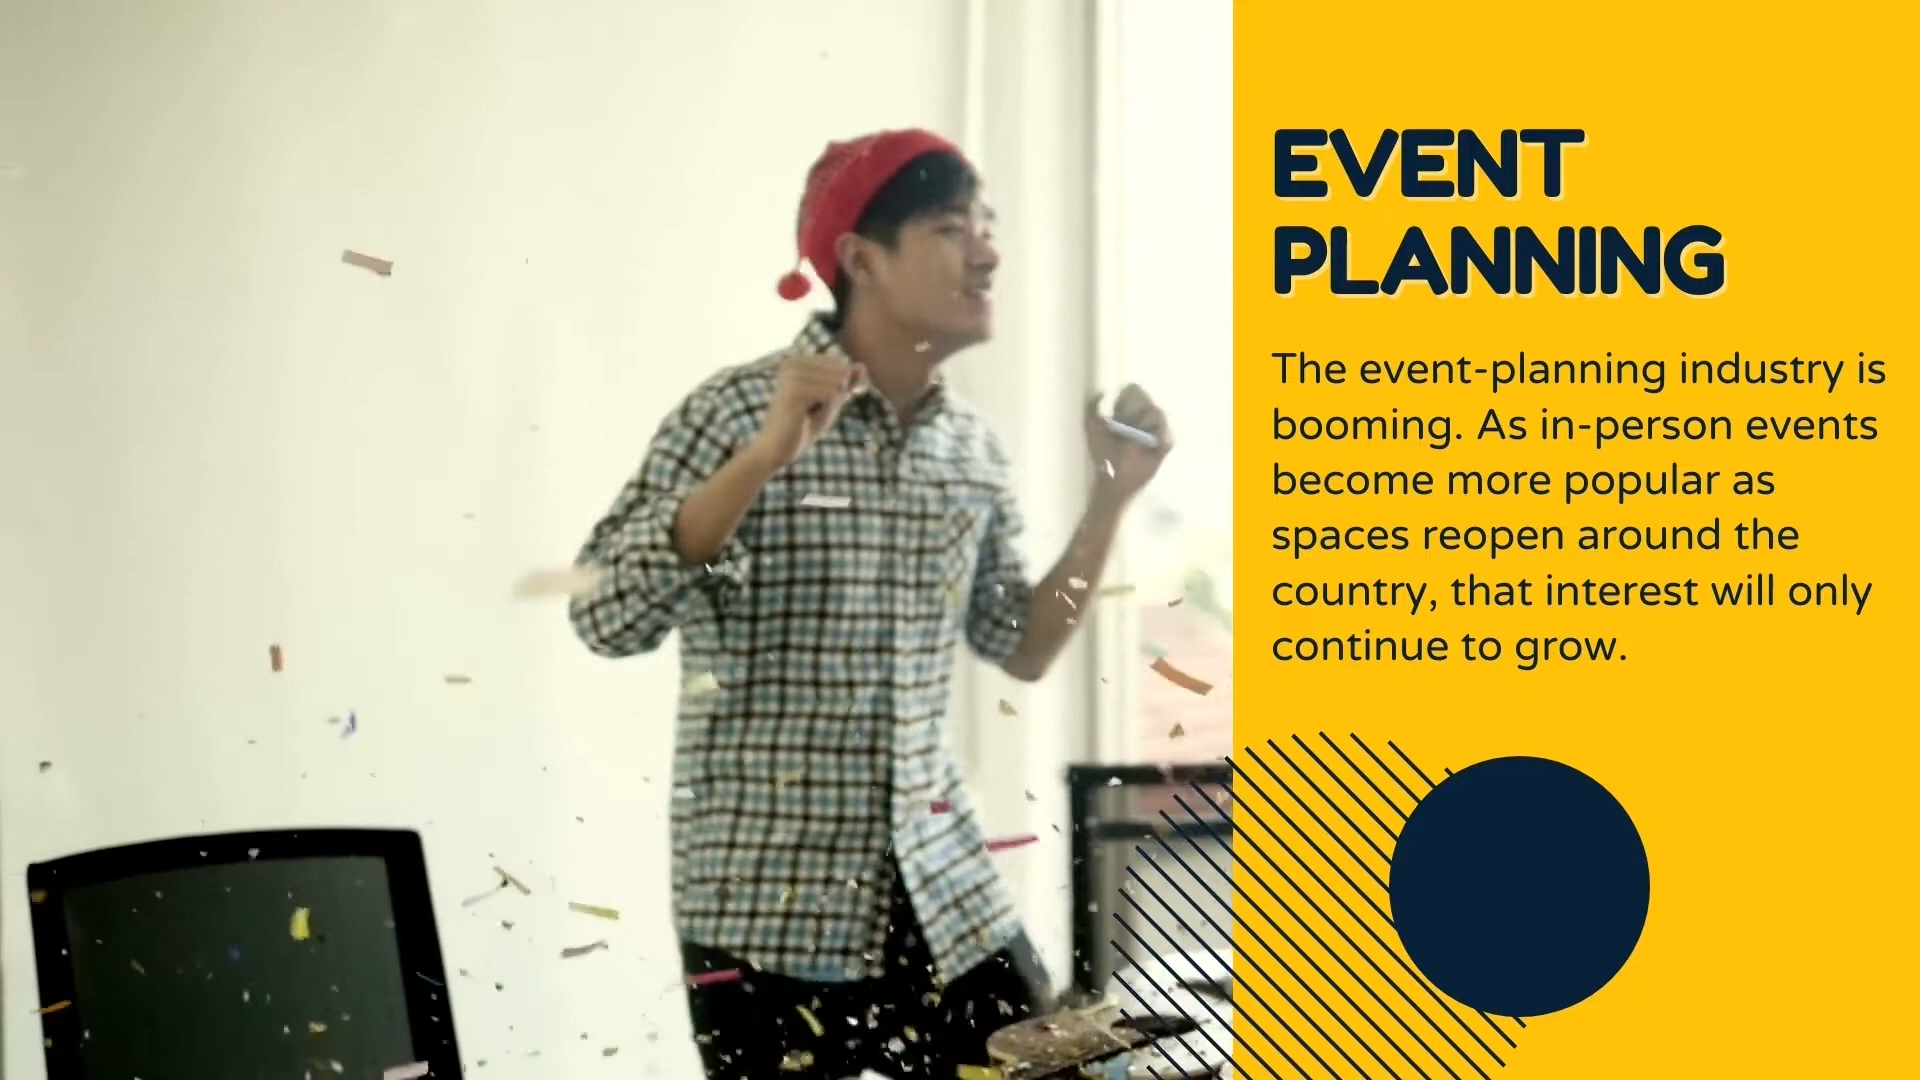 EVENT
PLANNING
The event-planning industry is
booming. As in-person events
become more popular as
spaces reopen around the
country, that interest will only
continue to grow.